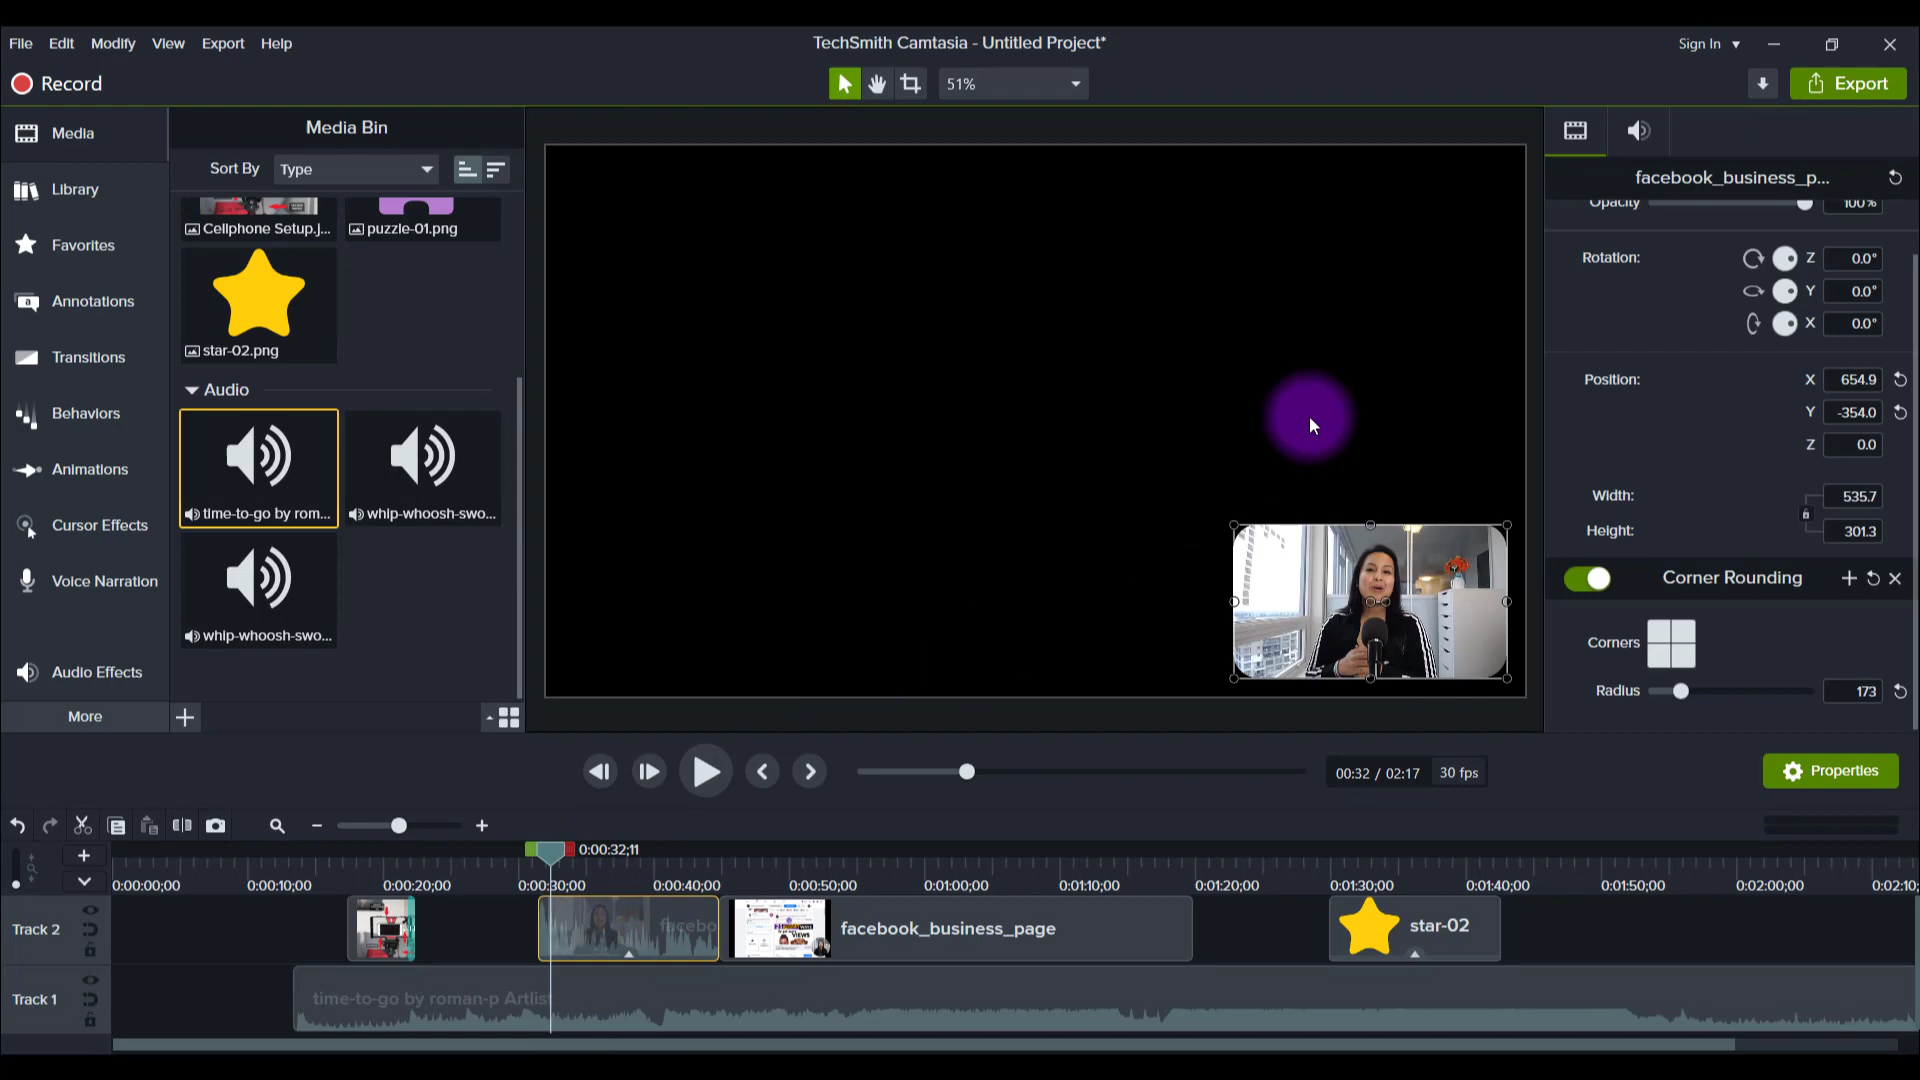 File Edit Modify View Export Help
TechSmith Camtasia - Untitled Project*
Sign In
Record
51%
Export
Media
Library
Favorites
Annotations
Transitions
Behaviors
Animations
Cursor Effects
Voice Narration
Audio Effects
More
Media Bin
Sort By Type
Cellphone Setup.j...
puzzle-01.png
star-02.png
Audio
time-to-go by rom...
whip-whoosh-swo...
whip-whoosh-swo...
facebook_business_p...
Opacity 100%
Rotation: Z 0.0°
Y 0.0°
X 0.0°
Position: X 654.9
Y -354.0
Z 0.0
Width: 535.7
Height: 301.3
Corner Rounding
Corners
Radius 173
00:32 / 02:17 30 fps
Properties
0:00:32;11
0:00:00;00 0:00:10;00 0:00:20;00 0:00:30;00 0:00:40;00 0:00:50;00 0:01:00;00 0:01:10;00 0:01:20;00 0:01:30;00 0:01:40;00 0:01:50;00 0:02:00;00 0:02:10;
Track 2
facebo
facebook_business_page
star-02
Track 1
time-to-go by roman-p Artlist